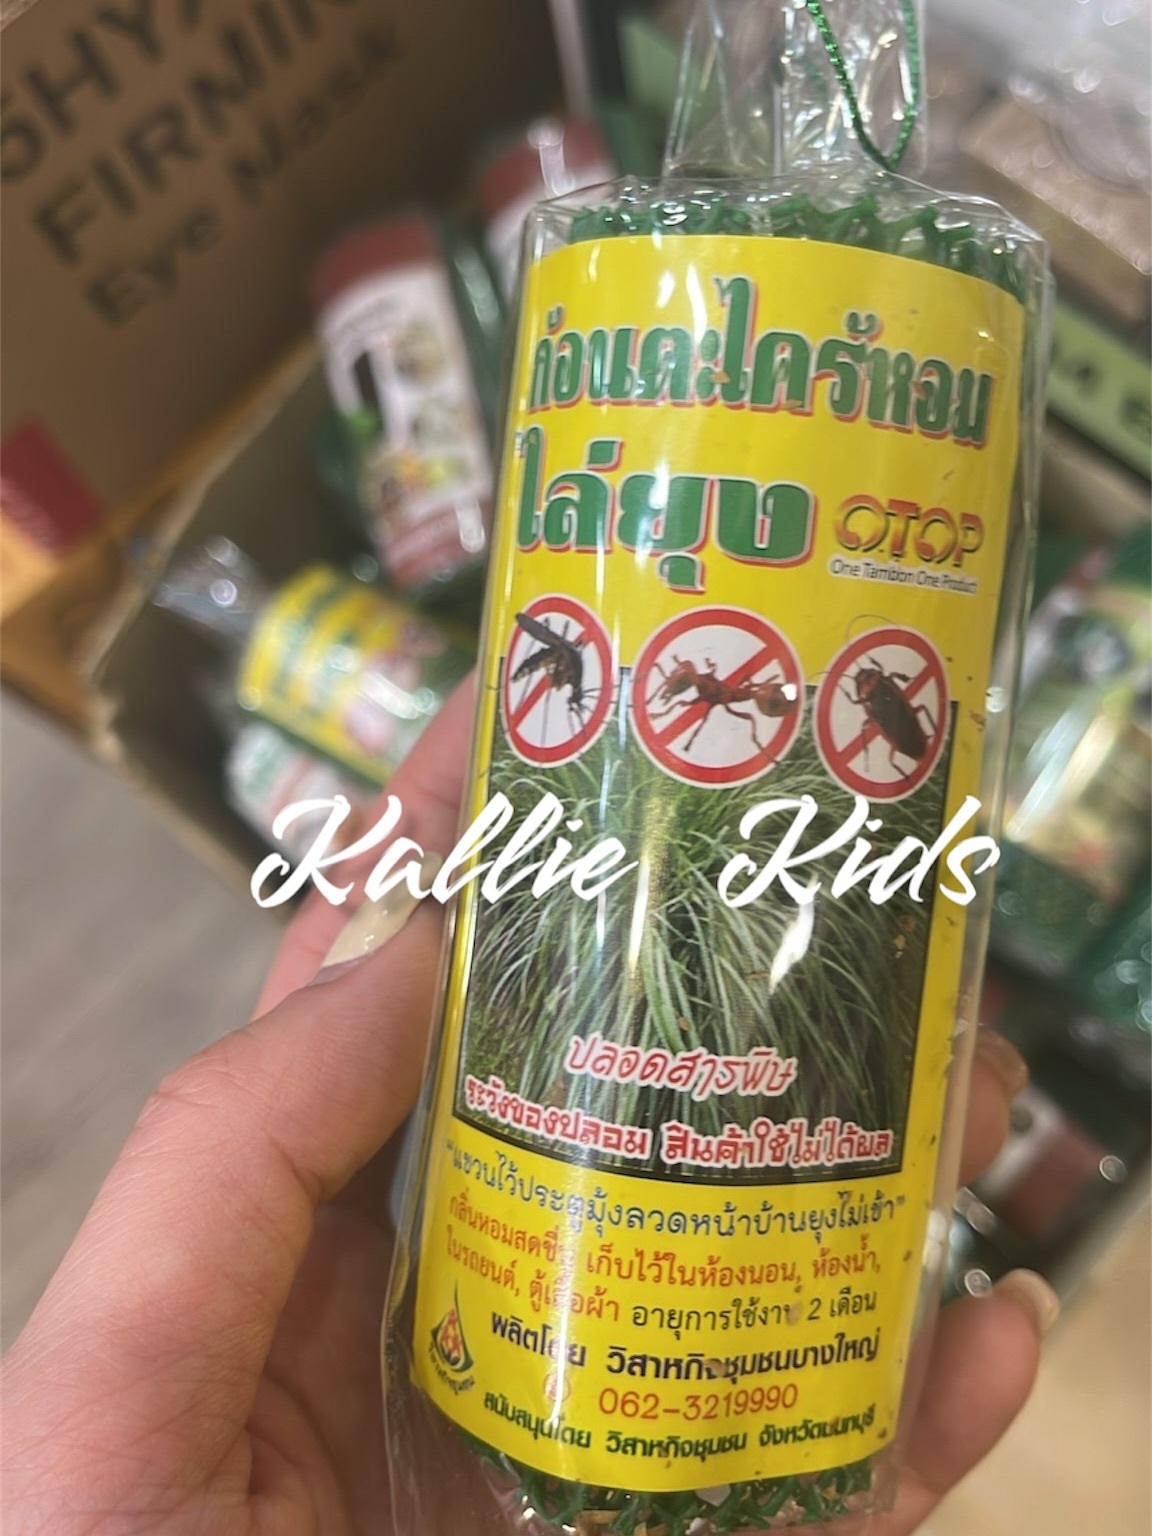 FIRMIN
Eye Mask
ก้อนตะไคร้หอม
ไล่ยุง
OTOP
One Tambon One Product
Kallie Kids
ปลอดสารพิษ
ระวังของปลอม สินค้าใช้ไม่ได้ผล
"แขวนไว้ประตูมุ้งลวดหน้าบ้านยุงไม่เข้า"
กลิ่นหอมสดชื่น เก็บไว้ในห้องนอน, ห้องน้ำ,
ในรถยนต์, ตู้เสื้อผ้า อายุการใช้งาน 2 เดือน
ผลิตโดย วิสาหกิจชุมชนบางใหญ่
062-3219990
สนับสนุนโดย วิสาหกิจชุมชน จังหวัดนนทบุรี